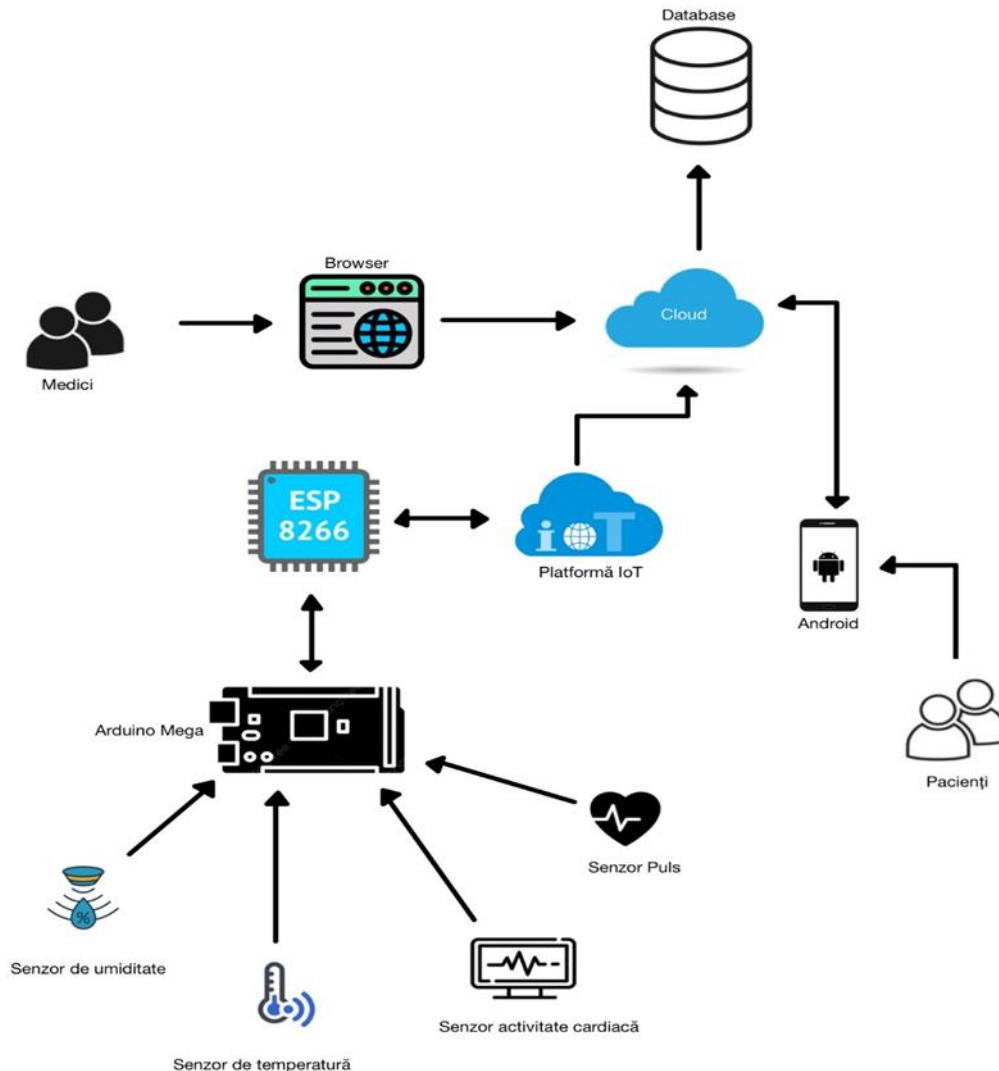 Database
Browser
Cloud
Medici
ESP
8266
iOT
Platformă IoT
Android
Arduino Mega
Pacienți
Senzor Puls
%
Senzor de umiditate
Senzor activitate cardiacă
Senzor de temperatură